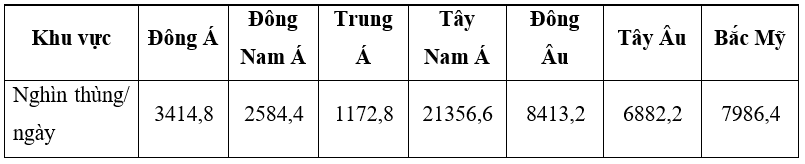 Khu vực | Đông Á | Đông Nam Á | Trung Á | Tây Nam Á | Đông Âu | Tây Âu | Bắc Mỹ
Nghìn thùng/ ngày | 3414,8 | 2584,4 | 1172,8 | 21356,6 | 8413,2 | 6882,2 | 7986,4